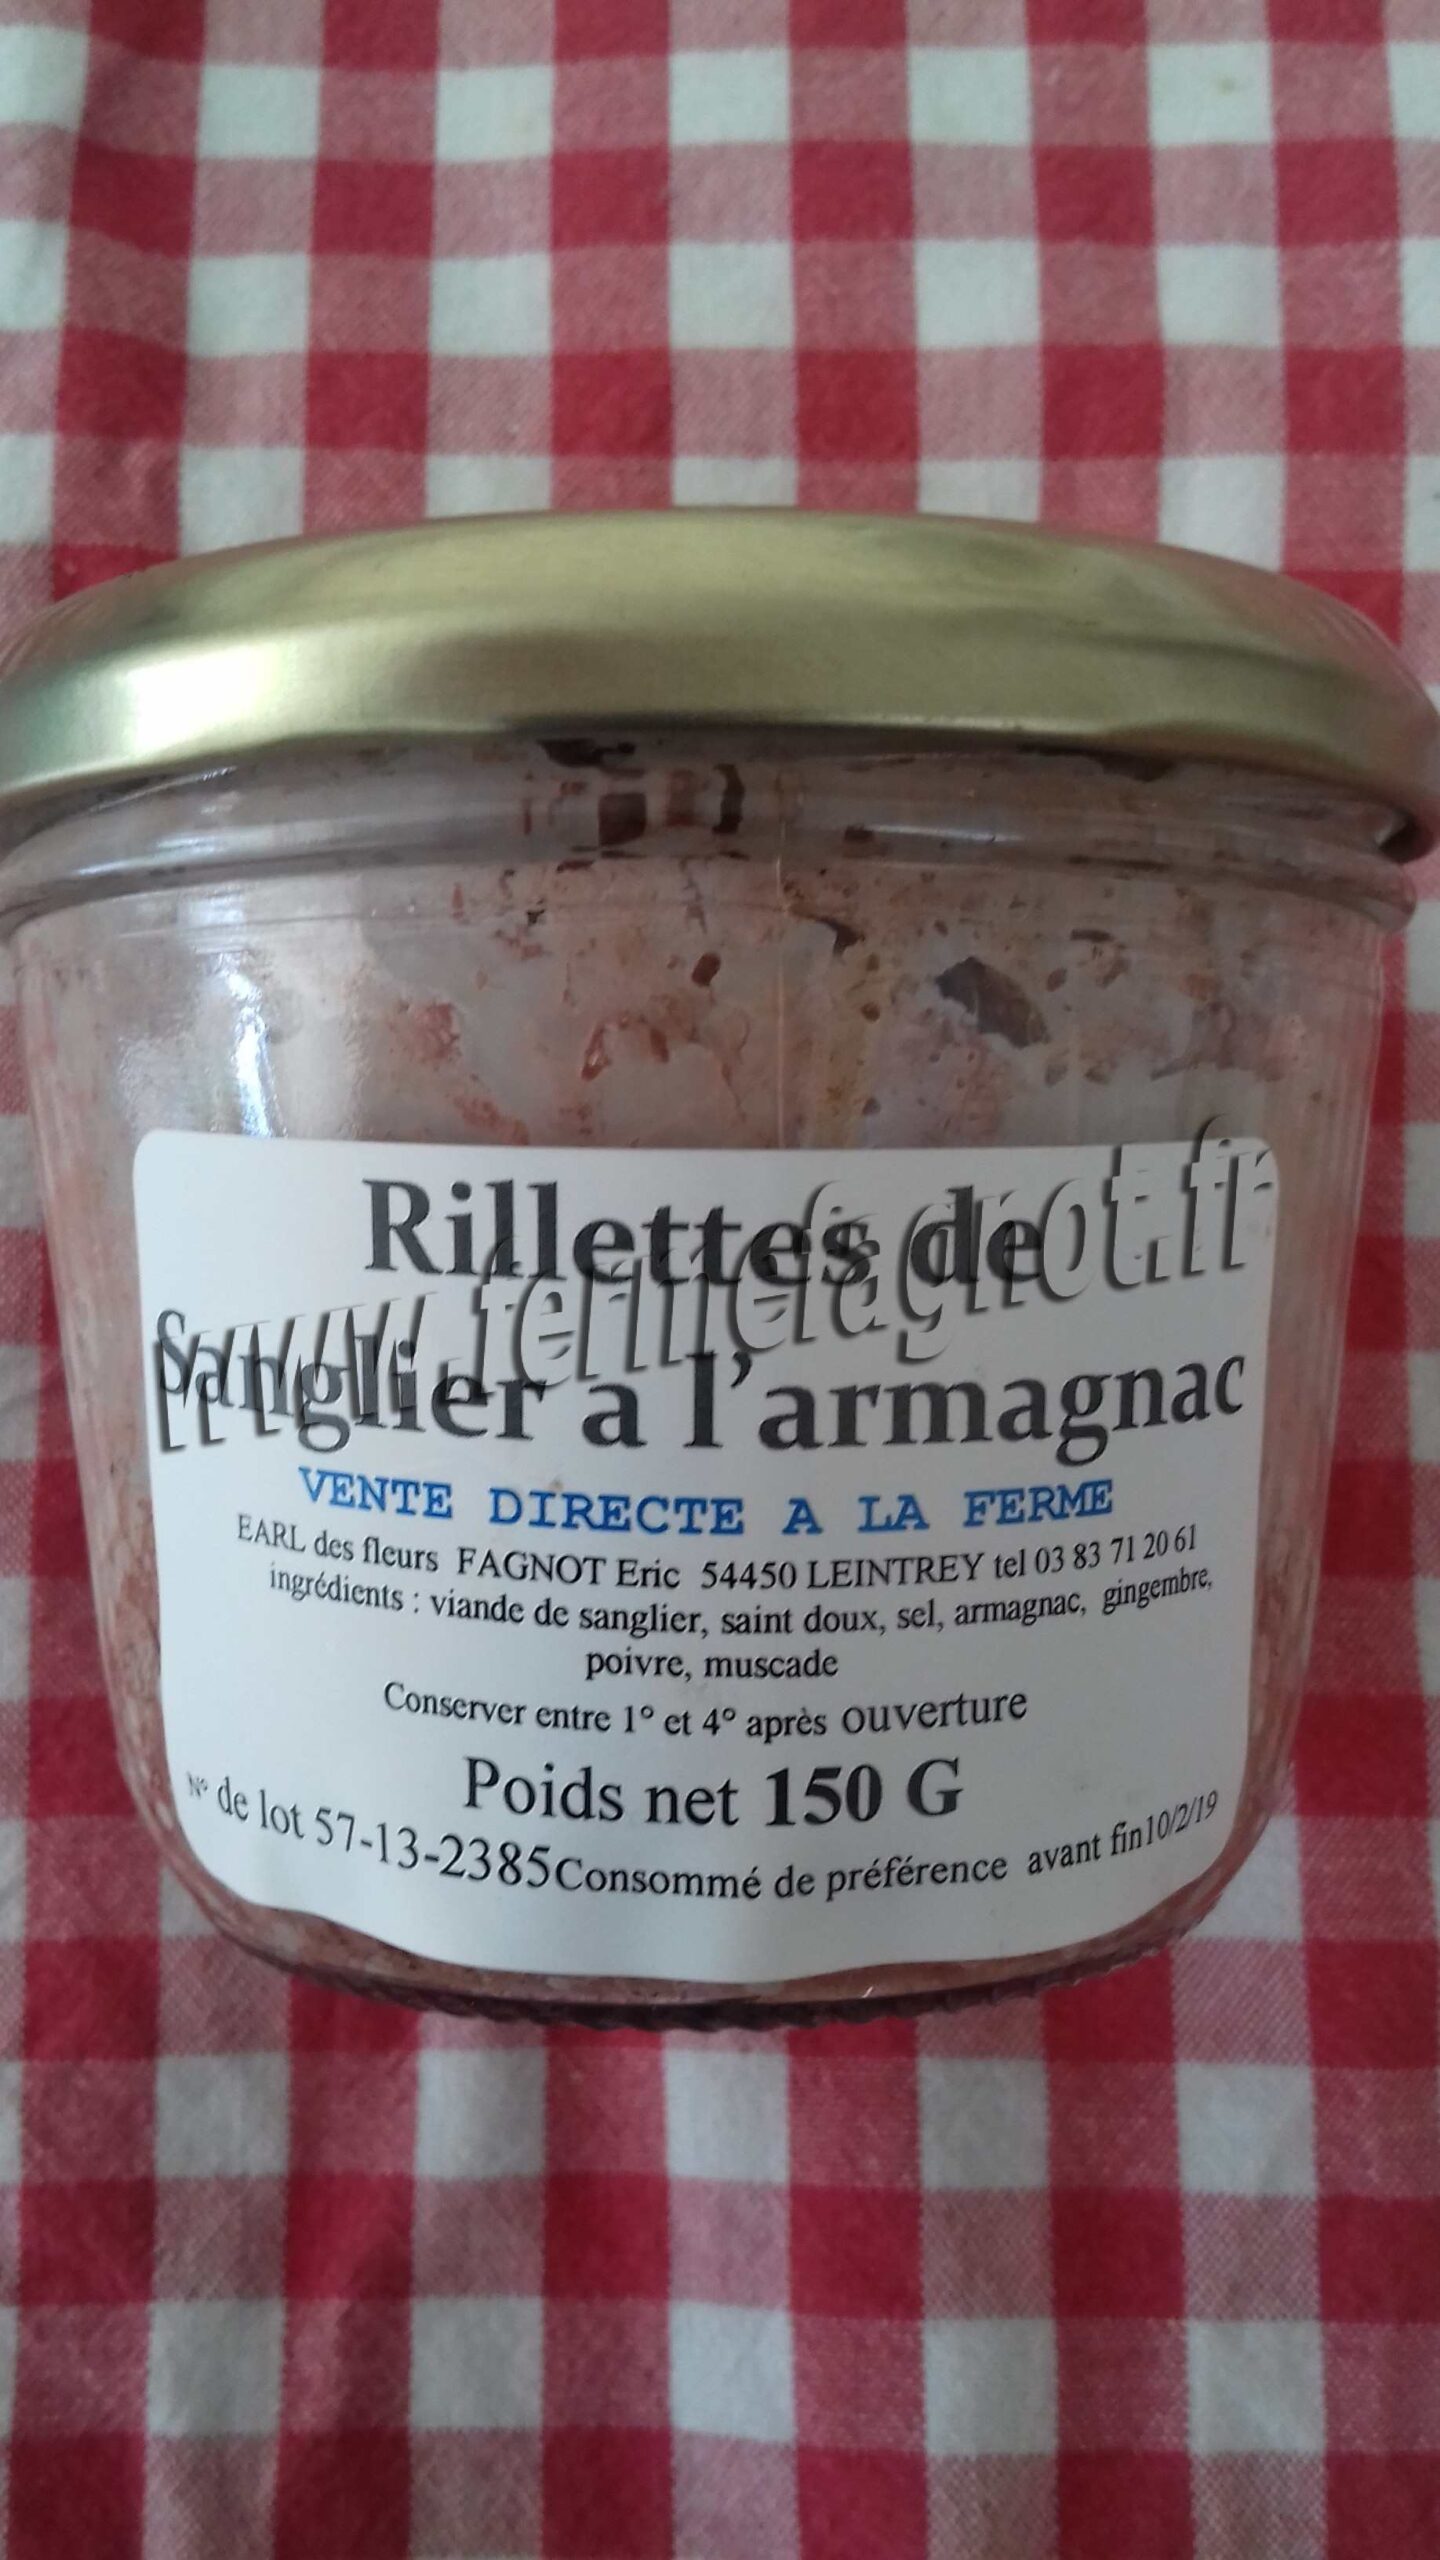 Rillettes de
Sanglier a l'armagnac
www.fermefagnot.fr
VENTE DIRECTE A LA FERME
EARL des fleurs FAGNOT Eric 54450 LEINTREY tel 03 83 71 20 61
ingrédients : viande de sanglier, saint doux, sel, armagnac, gingembre,
poivre, muscade
Conserver entre 1° et 4° après ouverture
Poids net 150 G
N° de lot 57-13-2385Consommé de préférence avant fin10/2/19